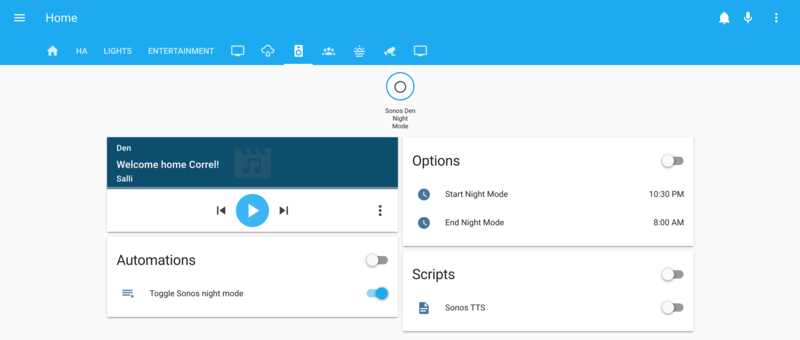 Home
HA
LIGHTS
ENTERTAINMENT
Sonos Den
Night
Mode
Den
Welcome home Correl!
Salli
Automations
Toggle Sonos night mode
Options
Start Night Mode
10:30 PM
End Night Mode
8:00 AM
Scripts
Sonos TTS